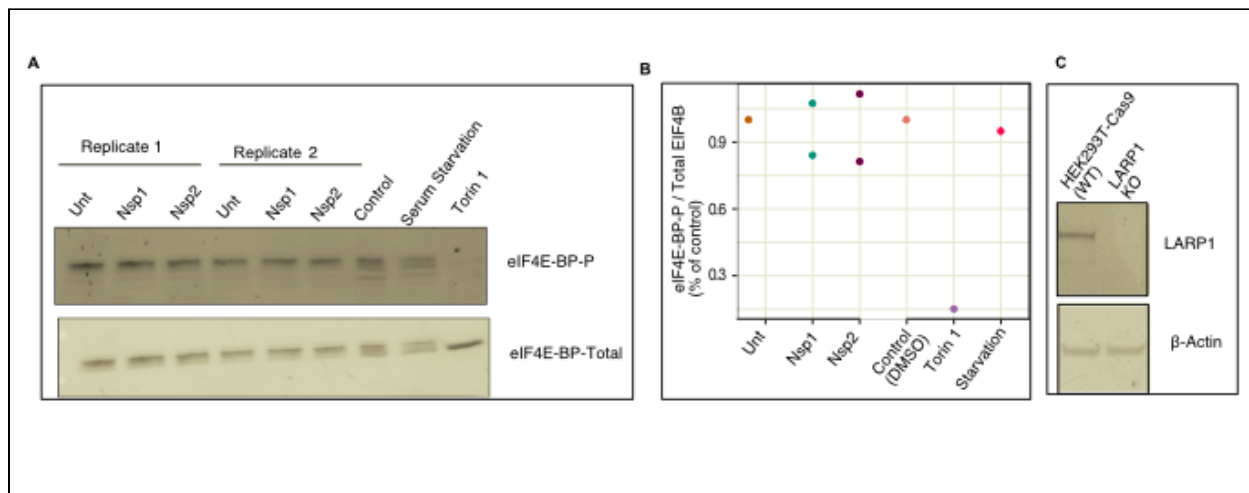 A
Replicate 1
Replicate 2
Unt
Nsp1
Nsp2
Unt
Nsp1
Nsp2
Control
Serum Starvation
Torin 1
eIF4E-BP-P
eIF4E-BP-Total
B
eIF4E-BP-P / Total EIF4B
(% of control)
0.9
0.6
0.3
Unt
Nsp1
Nsp2
Control
(DMSO)
Torin 1
Starvation
C
HEK293T-Cas9
(WT)
LARP1
KO
LARP1
β-Actin